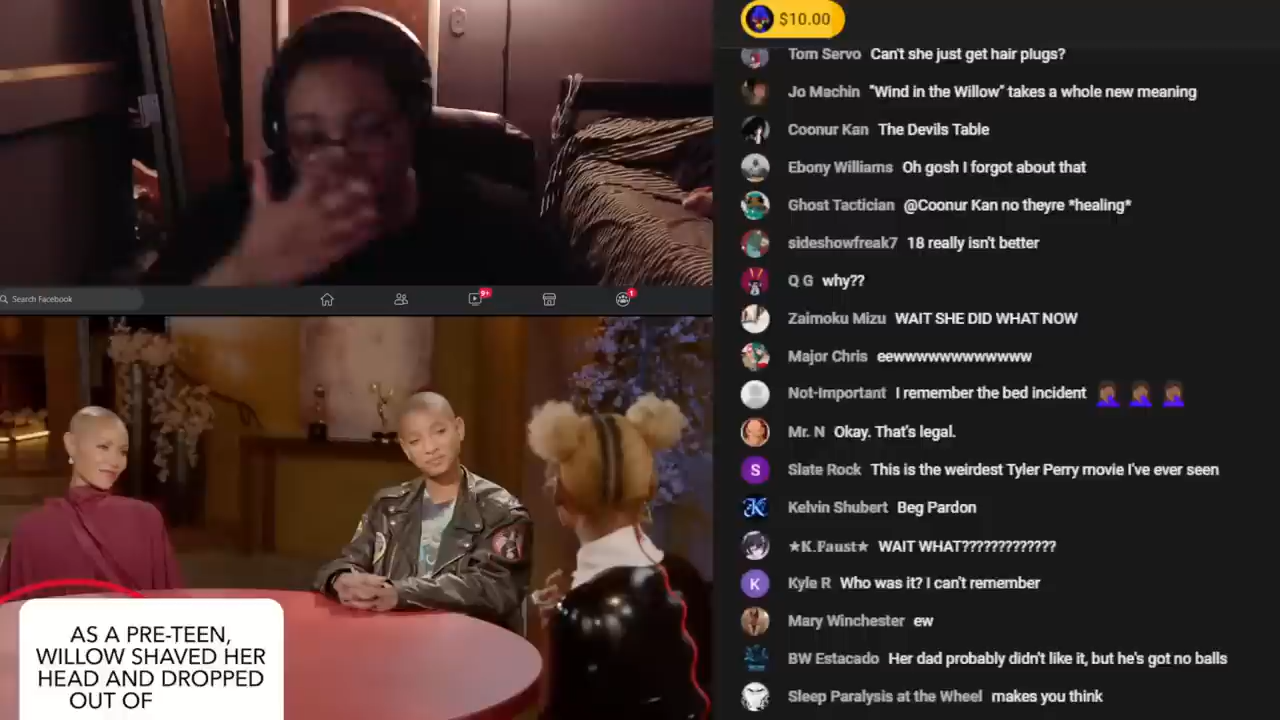 $10.00
Tom Servo Can't she just get hair plugs?
Jo Machin "Wind in the Willow" takes a whole new meaning
Coonur Kan The Devils Table
Ebony Williams Oh gosh I forgot about that
Ghost Tactician @Coonur Kan no theyre *healing*
sideshowfreak7 18 really isn't better
Q G why??
Zaimoku Mizu WAIT SHE DID WHAT NOW
Major Chris eewwwwwwwwwwwww
Not-Important I remember the bed incident
Mr. N Okay. That's legal.
S Slate Rock This is the weirdest Tyler Perry movie I've ever seen
K Kelvin Shubert Beg Pardon
★K.Faust★ WAIT WHAT?????????????
K Kyle R Who was it? I can't remember
Mary Winchester ew
BW Estacado Her dad probably didn't like it, but he's got no balls
Sleep Paralysis at the Wheel makes you think
Search Facebook
9+
1
AS A PRE-TEEN,
WILLOW SHAVED HER
HEAD AND DROPPED
OUT OF